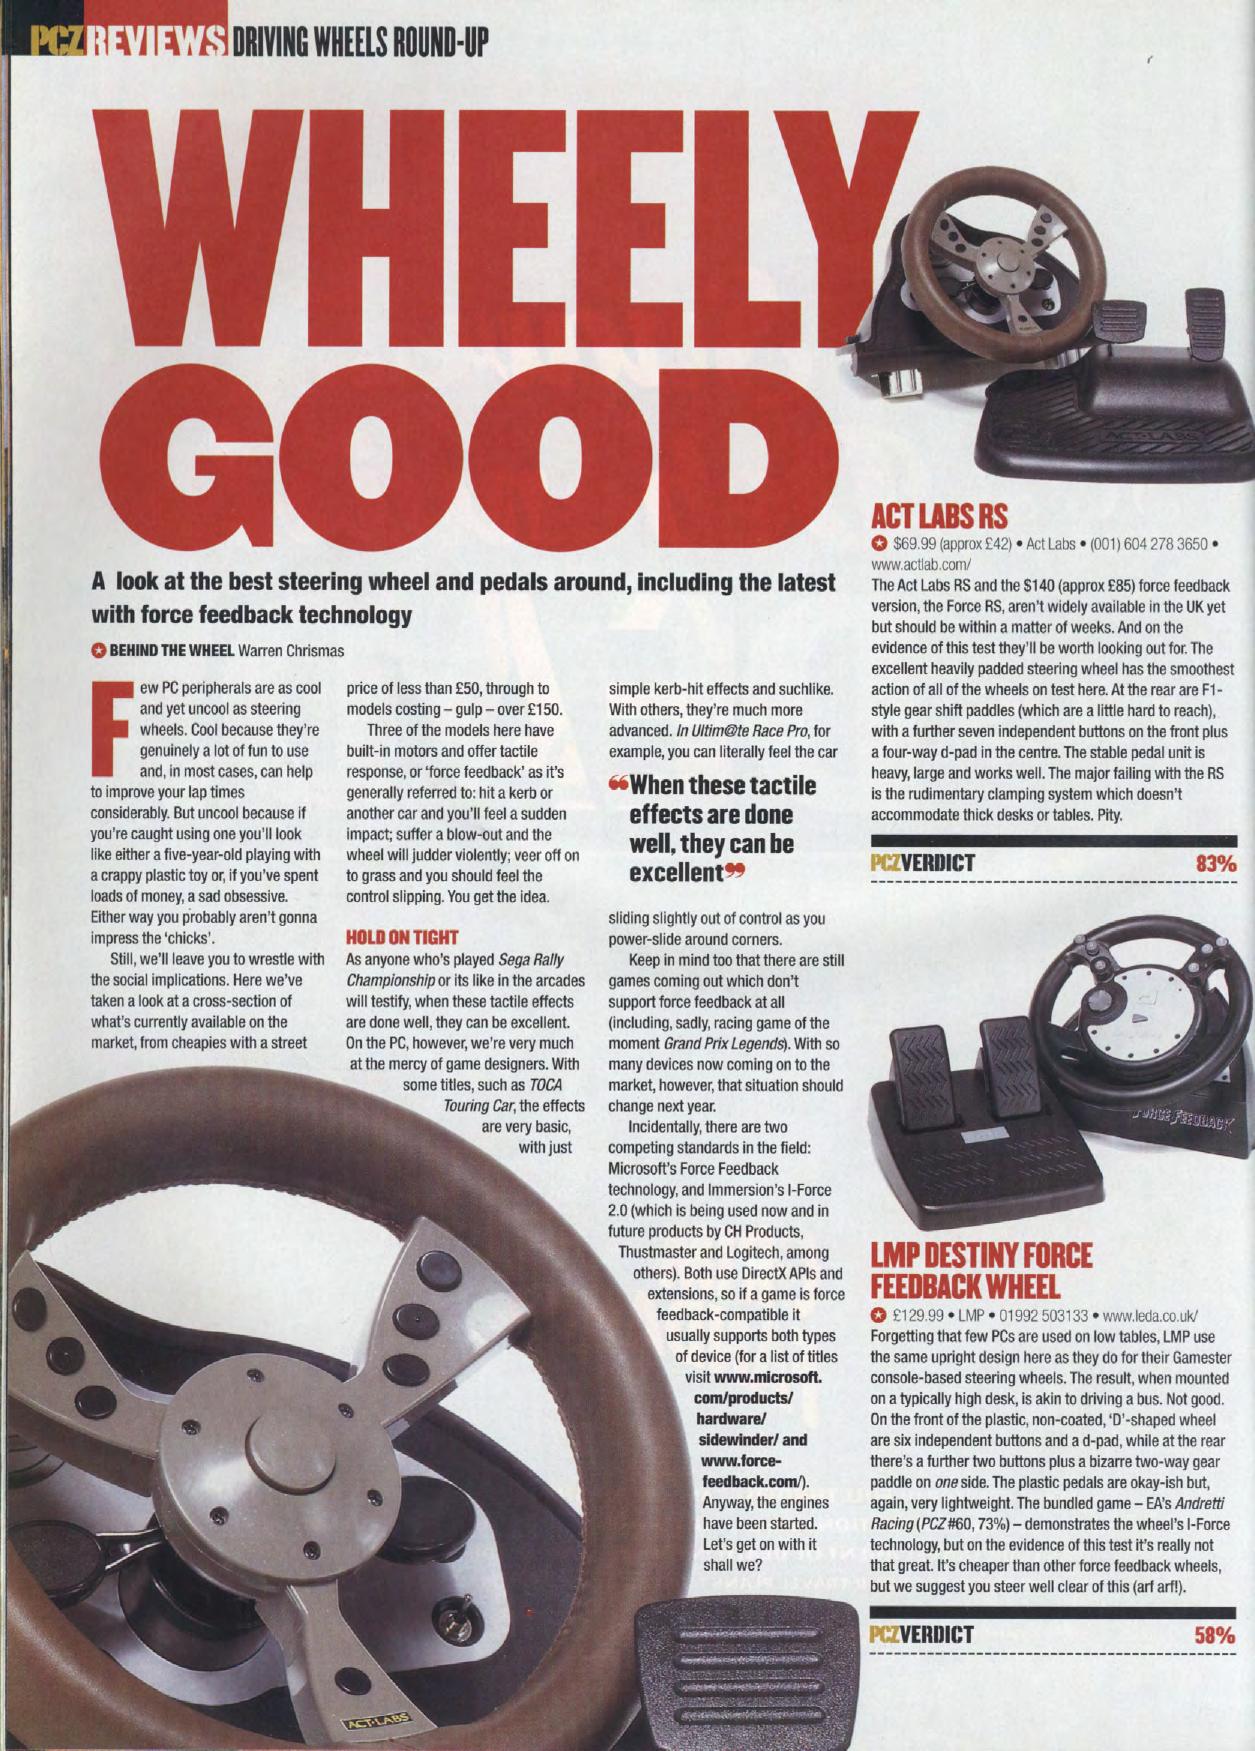 PCZ REVIEWS DRIVING WHEELS ROUND-UP
WHEELY
GOOD
A look at the best steering wheel and pedals around, including the latest
with force feedback technology
BEHIND THE WHEEL Warren Chrismas
Few PC peripherals are as cool
and yet uncool as steering
wheels. Cool because they're
genuinely a lot of fun to use
and, in most cases, can help
to improve your lap times
considerably. But uncool because if
you're caught using one you'll look
like either a five-year-old playing with
a crappy plastic toy or, if you've spent
loads of money, a sad obsessive.
Either way you probably aren't gonna
impress the 'chicks'.
Still, we'll leave you to wrestle with
the social implications. Here we've
taken a look at a cross-section of
what's currently available on the
market, from cheapies with a street
price of less than £50, through to
models costing – gulp – over £150.
Three of the models here have
built-in motors and offer tactile
response, or 'force feedback' as it's
generally referred to: hit a kerb or
another car and you'll feel a sudden
impact; suffer a blow-out and the
wheel will judder violently; veer off on
to grass and you should feel the
control slipping. You get the idea.
HOLD ON TIGHT
As anyone who's played Sega Rally
Championship or its like in the arcades
will testify, when these tactile effects
are done well, they can be excellent.
On the PC, however, we're very much
at the mercy of game designers. With
some titles, such as TOCA
Touring Car, the effects
are very basic,
with just
simple kerb-hit effects and suchlike.
With others, they're much more
advanced. In Ultim@te Race Pro, for
example, you can literally feel the car
“When these tactile
effects are done
well, they can be
excellent”
sliding slightly out of control as you
power-slide around corners.
Keep in mind too that there are still
games coming out which don't
support force feedback at all
(including, sadly, racing game of the
moment Grand Prix Legends). With so
many devices now coming on to the
market, however, that situation should
change next year.
Incidentally, there are two
competing standards in the field:
Microsoft's Force Feedback
technology, and Immersion's I-Force
2.0 (which is being used now and in
future products by CH Products,
Thustmaster and Logitech, among
others). Both use DirectX APIs and
extensions, so if a game is force
feedback-compatible it
usually supports both types
of device (for a list of titles
visit www.microsoft.
com/products/
hardware/
sidewinder/ and
www.force-
feedback.com/).
Anyway, the engines
have been started.
Let's get on with it
shall we?
ACT·LABS
ACT·LABS
ACT LABS RS
$69.99 (approx £42) • Act Labs • (001) 604 278 3650 •
www.actlab.com/
The Act Labs RS and the $140 (approx £85) force feedback
version, the Force RS, aren't widely available in the UK yet
but should be within a matter of weeks. And on the
evidence of this test they'll be worth looking out for. The
excellent heavily padded steering wheel has the smoothest
action of all of the wheels on test here. At the rear are F1-
style gear shift paddles (which are a little hard to reach),
with a further seven independent buttons on the front plus
a four-way d-pad in the centre. The stable pedal unit is
heavy, large and works well. The major failing with the RS
is the rudimentary clamping system which doesn't
accommodate thick desks or tables. Pity.
PCZVERDICT 83%
FORCE FEEDBACK
LMP DESTINY FORCE
FEEDBACK WHEEL
£129.99 • LMP • 01992 503133 • www.leda.co.uk/
Forgetting that few PCs are used on low tables, LMP use
the same upright design here as they do for their Gamester
console-based steering wheels. The result, when mounted
on a typically high desk, is akin to driving a bus. Not good.
On the front of the plastic, non-coated, 'D'-shaped wheel
are six independent buttons and a d-pad, while at the rear
there's a further two buttons plus a bizarre two-way gear
paddle on one side. The plastic pedals are okay-ish but,
again, very lightweight. The bundled game – EA's Andretti
Racing (PCZ #60, 73%) – demonstrates the wheel's I-Force
technology, but on the evidence of this test it's really not
that great. It's cheaper than other force feedback wheels,
but we suggest you steer well clear of this (arf arf!).
PCZVERDICT 58%